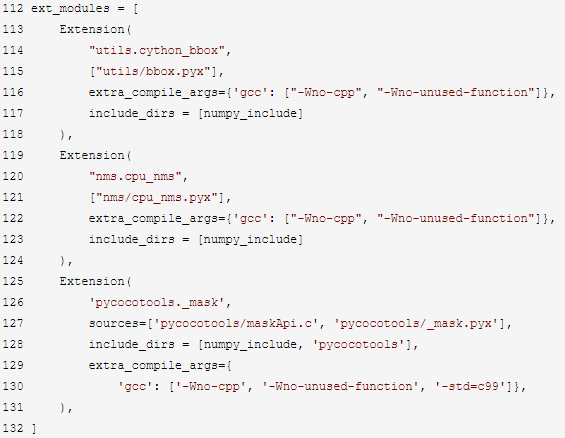 112 ext_modules = [
113     Extension(
114         "utils.cython_bbox",
115         ["utils/bbox.pyx"],
116         extra_compile_args={'gcc': ["-Wno-cpp", "-Wno-unused-function"]},
117         include_dirs = [numpy_include]
118     ),
119     Extension(
120         "nms.cpu_nms",
121         ["nms/cpu_nms.pyx"],
122         extra_compile_args={'gcc': ["-Wno-cpp", "-Wno-unused-function"]},
123         include_dirs = [numpy_include]
124     ),
125     Extension(
126         'pycocotools._mask',
127         sources=['pycocotools/maskApi.c', 'pycocotools/_mask.pyx'],
128         include_dirs = [numpy_include, 'pycocotools'],
129         extra_compile_args={
130             'gcc': ['-Wno-cpp', '-Wno-unused-function', '-std=c99']},
131     ),
132 ]